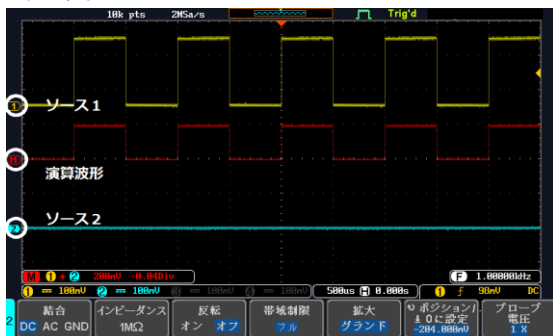 10k pts 2MSa/s Trig'd
ソース1
演算波形
ソース2
M 1 + 2 200mV -0.04Div F 1.00000kHz
1 == 100mV 2 == 100mV 3 == 100mV 4 == 100mV 500us H 0.000s 1 f 98mV DC
2
結合 インピーダンス 反転 帯域制限 拡大 ポジションノ プローブ
±0に設定 電圧
DC AC GND 1MΩ オン オフ フル グランド -204.000mV 1 X